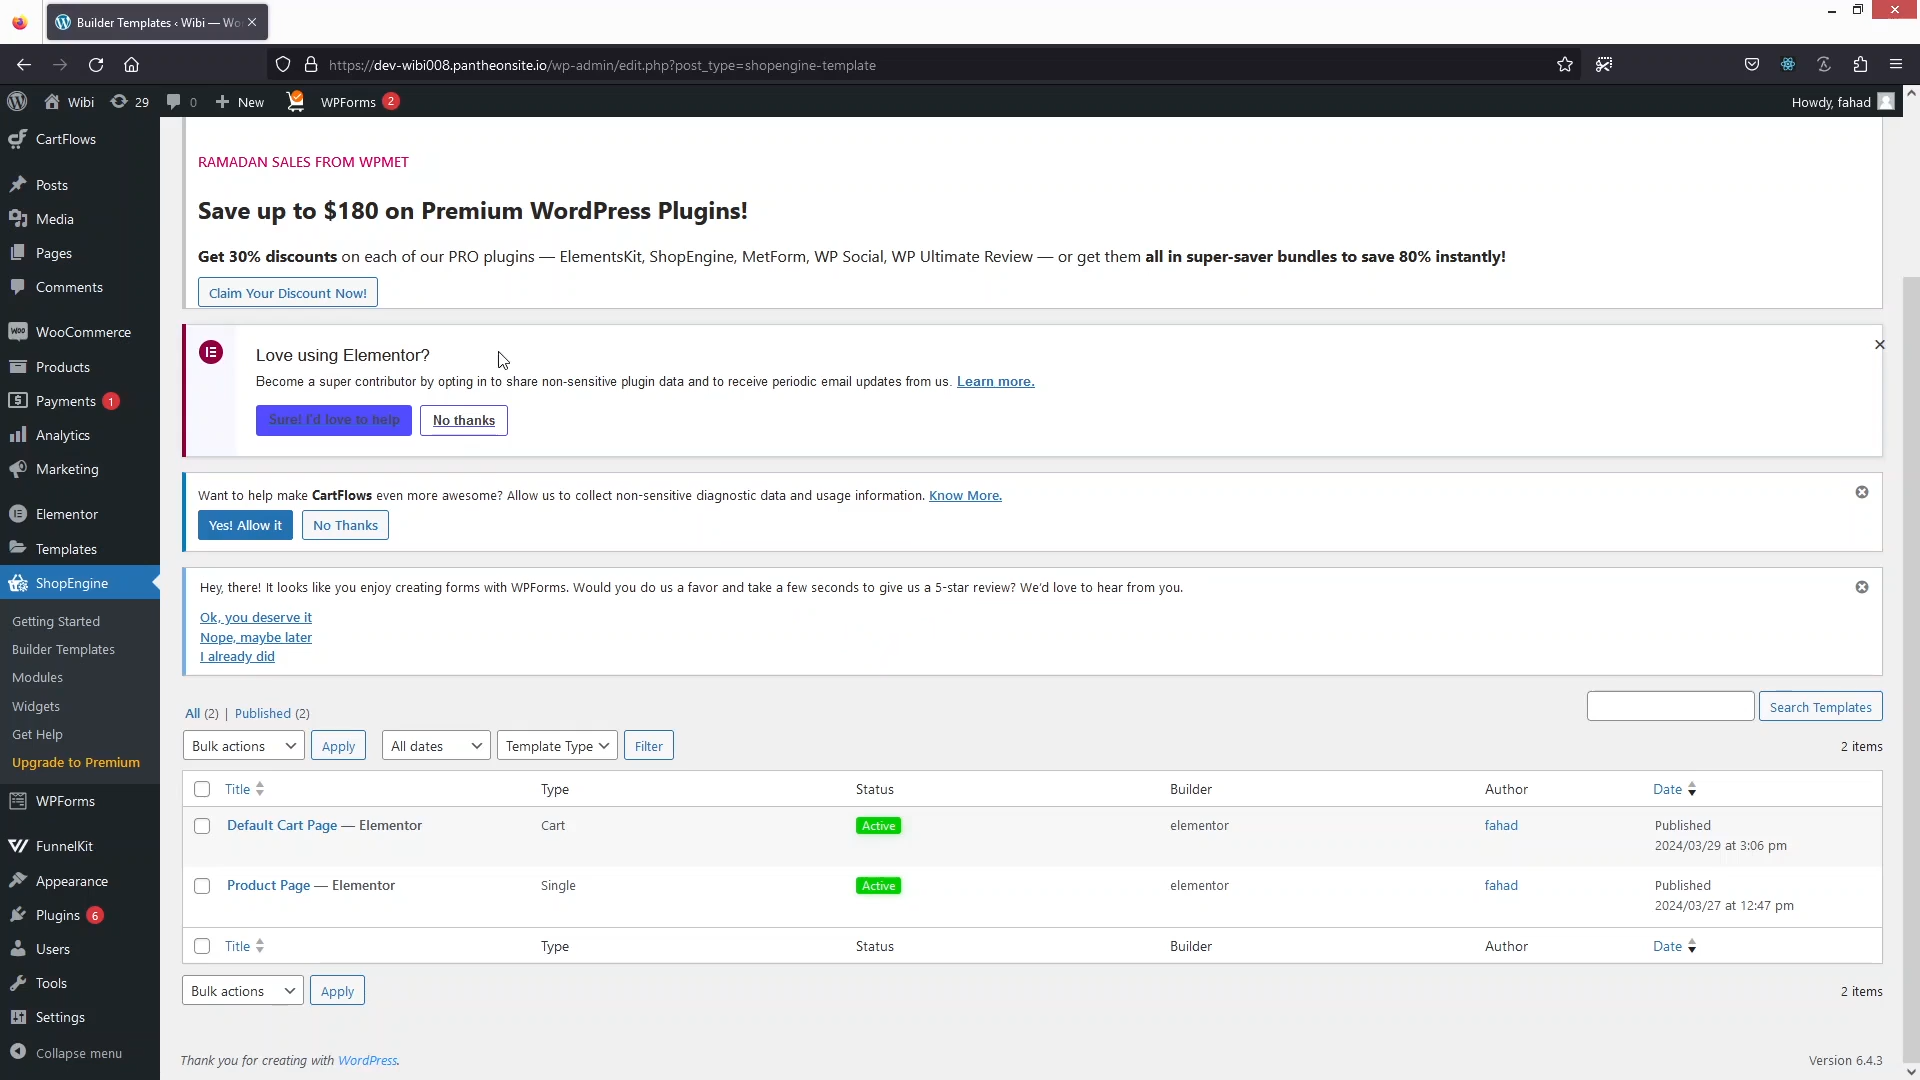 Builder Templates ‹ Wibi — Wo
https://dev-wibi008.pantheonsite.io/wp-admin/edit.php?post_type=shopengine-template
Wibi 29 0 New WPForms 2 Howdy, fahad
CartFlows
Posts
Media
Pages
Comments
WooCommerce
Products
Payments 1
Analytics
Marketing
Elementor
Templates
ShopEngine
Getting Started
Builder Templates
Modules
Widgets
Get Help
Upgrade to Premium
WPForms
FunnelKit
Appearance
Plugins 6
Users
Tools
Settings
Collapse menu
RAMADAN SALES FROM WPMET
Save up to $180 on Premium WordPress Plugins!
Get 30% discounts on each of our PRO plugins — ElementsKit, ShopEngine, MetForm, WP Social, WP Ultimate Review — or get them all in super-saver bundles to save 80% instantly!
Claim Your Discount Now!
Love using Elementor?
Become a super contributor by opting in to share non-sensitive plugin data and to receive periodic email updates from us. Learn more.
Sure! I'd love to help No thanks
Want to help make CartFlows even more awesome? Allow us to collect non-sensitive diagnostic data and usage information. Know More.
Yes! Allow it No Thanks
Hey, there! It looks like you enjoy creating forms with WPForms. Would you do us a favor and take a few seconds to give us a 5-star review? We'd love to hear from you.
Ok, you deserve it
Nope, maybe later
I already did
All (2) | Published (2) Search Templates
Bulk actions Apply All dates Template Type Filter 2 items
Title Type Status Builder Author Date
Default Cart Page — Elementor Cart Active elementor fahad Published
2024/03/29 at 3:06 pm
Product Page — Elementor Single Active elementor fahad Published
2024/03/27 at 12:47 pm
Title Type Status Builder Author Date
Bulk actions Apply 2 items
Thank you for creating with WordPress. Version 6.4.3